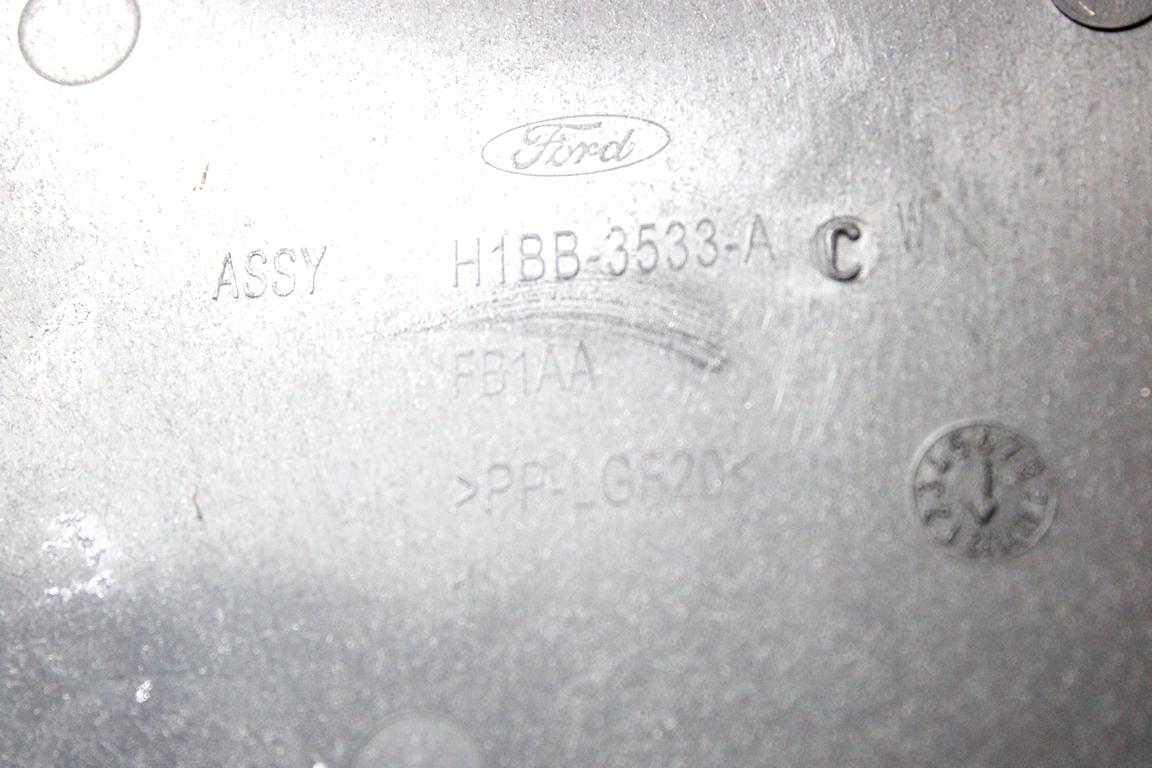 Ford
ASSY H1BB-3533-A C W
FB1AA
>PP-LGF20<